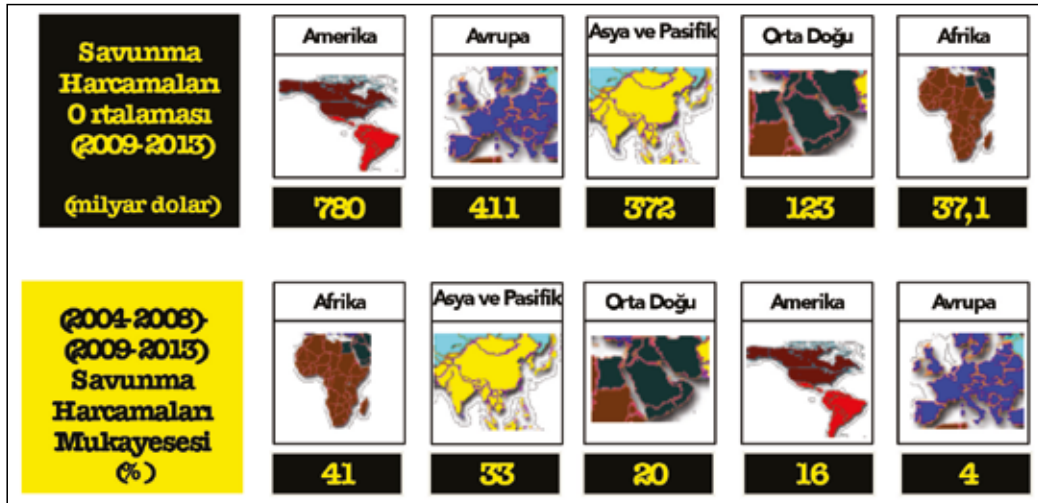 Savunma
Harcamaları
O rtalaması
(2009-2013)
(milyar dolar)
Amerika
Avrupa
Asya ve Pasifik
Orta Doğu
Afrika
780
411
372
123
37,1
(2004-2008)-
(2009-2013)
Savunma
Harcamaları
Mukayesesi
(%)
Afrika
Asya ve Pasifik
Orta Doğu
Amerika
Avrupa
41
33
20
16
4